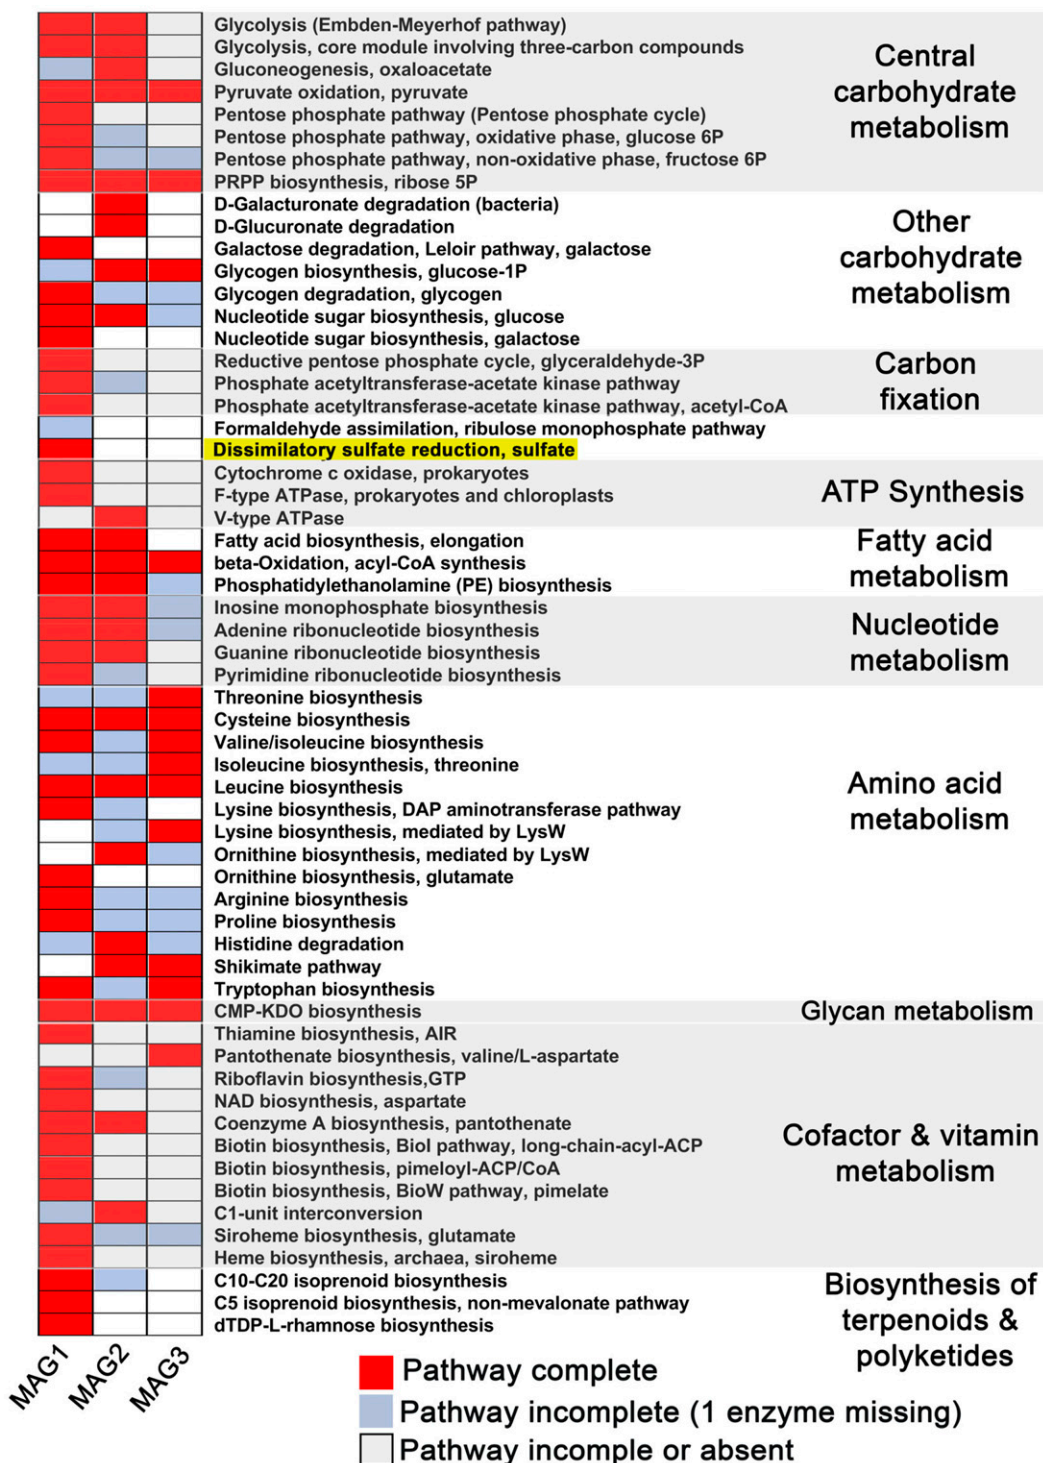 Glycolysis (Embden-Meyerhof pathway)
Glycolysis, core module involving three-carbon compounds
Gluconeogenesis, oxaloacetate
Pyruvate oxidation, pyruvate
Pentose phosphate pathway (Pentose phosphate cycle)
Pentose phosphate pathway, oxidative phase, glucose 6P
Pentose phosphate pathway, non-oxidative phase, fructose 6P
PRPP biosynthesis, ribose 5P
Central
carbohydrate
metabolism
D-Galacturonate degradation (bacteria)
D-Glucuronate degradation
Galactose degradation, Leloir pathway, galactose
Glycogen biosynthesis, glucose-1P
Glycogen degradation, glycogen
Nucleotide sugar biosynthesis, glucose
Nucleotide sugar biosynthesis, galactose
Other
carbohydrate
metabolism
Reductive pentose phosphate cycle, glyceraldehyde-3P
Phosphate acetyltransferase-acetate kinase pathway
Phosphate acetyltransferase-acetate kinase pathway, acetyl-CoA
Carbon
fixation
Formaldehyde assimilation, ribulose monophosphate pathway
Dissimilatory sulfate reduction, sulfate
Cytochrome c oxidase, prokaryotes
F-type ATPase, prokaryotes and chloroplasts
V-type ATPase
ATP Synthesis
Fatty acid biosynthesis, elongation
beta-Oxidation, acyl-CoA synthesis
Phosphatidylethanolamine (PE) biosynthesis
Fatty acid
metabolism
Inosine monophosphate biosynthesis
Adenine ribonucleotide biosynthesis
Guanine ribonucleotide biosynthesis
Pyrimidine ribonucleotide biosynthesis
Nucleotide
metabolism
Threonine biosynthesis
Cysteine biosynthesis
Valine/isoleucine biosynthesis
Isoleucine biosynthesis, threonine
Leucine biosynthesis
Lysine biosynthesis, DAP aminotransferase pathway
Lysine biosynthesis, mediated by LysW
Ornithine biosynthesis, mediated by LysW
Ornithine biosynthesis, glutamate
Arginine biosynthesis
Proline biosynthesis
Histidine degradation
Shikimate pathway
Tryptophan biosynthesis
Amino acid
metabolism
CMP-KDO biosynthesis
Glycan metabolism
Thiamine biosynthesis, AIR
Pantothenate biosynthesis, valine/L-aspartate
Riboflavin biosynthesis,GTP
NAD biosynthesis, aspartate
Coenzyme A biosynthesis, pantothenate
Biotin biosynthesis, BioI pathway, long-chain-acyl-ACP
Biotin biosynthesis, pimeloyl-ACP/CoA
Biotin biosynthesis, BioW pathway, pimelate
C1-unit interconversion
Siroheme biosynthesis, glutamate
Heme biosynthesis, archaea, siroheme
Cofactor & vitamin
metabolism
C10-C20 isoprenoid biosynthesis
C5 isoprenoid biosynthesis, non-mevalonate pathway
dTDP-L-rhamnose biosynthesis
Biosynthesis of
terpenoids &
polyketides
MAG1 MAG2 MAG3
Pathway complete
Pathway incomplete (1 enzyme missing)
Pathway incomple or absent